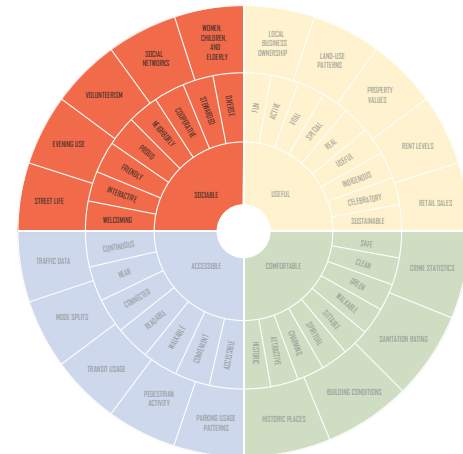 WOMEN,
CHILDREN,
AND
ELDERLY
SOCIAL
NETWORKS
VOLUNTEERISM
EVENING USE
STREET LIFE
DIVERSE
STEWARDED
COOPERATIVE
NEIGHBORLY
PROUD
FRIENDLY
INTERACTIVE
WELCOMING
SOCIABLE
LOCAL
BUSINESS
OWNERSHIP
LAND-USE
PATTERNS
PROPERTY
VALUES
RENT LEVELS
RETAIL SALES
FUN
ACTIVE
VITAL
SPECIAL
REAL
USEFUL
INDIGENOUS
CELEBRATORY
SUSTAINABLE
USEFUL
TRAFFIC DATA
MODE SPLITS
TRANSIT USAGE
PEDESTRIAN
ACTIVITY
PARKING USAGE
PATTERNS
CONTINUOUS
NEAR
CONNECTED
READABLE
WALKABLE
CONVENIENT
ACCESSIBLE
ACCESSIBLE
CRIME STATISTICS
SANITATION RATING
BUILDING CONDITIONS
HISTORIC PLACES
SAFE
CLEAN
GREEN
WALKABLE
SITTABLE
SPIRITUAL
CHARMING
ATTRACTIVE
HISTORIC
COMFORTABLE